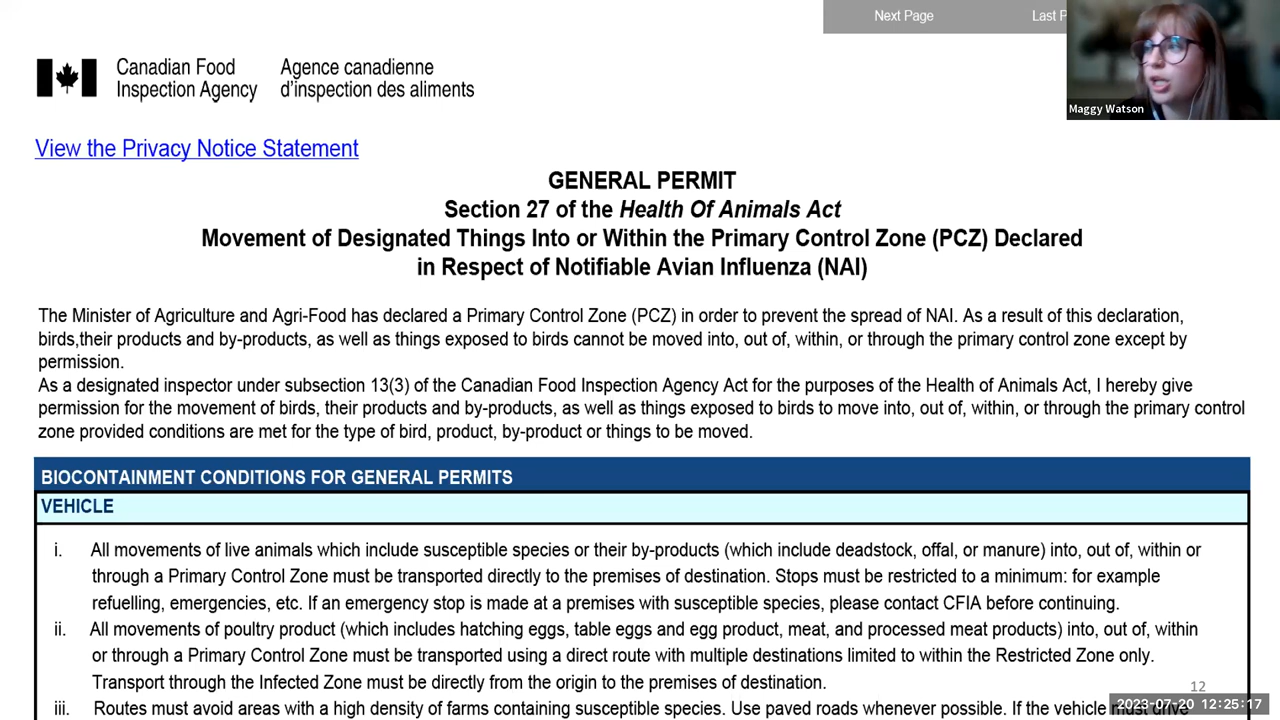 Next Page Last P
Canadian Food Agence canadienne
Inspection Agency d'inspection des aliments
Maggy Watson
View the Privacy Notice Statement
GENERAL PERMIT
Section 27 of the Health Of Animals Act
Movement of Designated Things Into or Within the Primary Control Zone (PCZ) Declared
in Respect of Notifiable Avian Influenza (NAI)
The Minister of Agriculture and Agri-Food has declared a Primary Control Zone (PCZ) in order to prevent the spread of NAI. As a result of this declaration,
birds,their products and by-products, as well as things exposed to birds cannot be moved into, out of, within, or through the primary control zone except by
permission.
As a designated inspector under subsection 13(3) of the Canadian Food Inspection Agency Act for the purposes of the Health of Animals Act, I hereby give
permission for the movement of birds, their products and by-products, as well as things exposed to birds to move into, out of, within, or through the primary control
zone provided conditions are met for the type of bird, product, by-product or things to be moved.
BIOCONTAINMENT CONDITIONS FOR GENERAL PERMITS
VEHICLE
i. All movements of live animals which include susceptible species or their by-products (which include deadstock, offal, or manure) into, out of, within or
through a Primary Control Zone must be transported directly to the premises of destination. Stops must be restricted to a minimum: for example
refuelling, emergencies, etc. If an emergency stop is made at a premises with susceptible species, please contact CFIA before continuing.
ii. All movements of poultry product (which includes hatching eggs, table eggs and egg product, meat, and processed meat products) into, out of, within
or through a Primary Control Zone must be transported using a direct route with multiple destinations limited to within the Restricted Zone only.
Transport through the Infected Zone must be directly from the origin to the premises of destination.
12
iii. Routes must avoid areas with a high density of farms containing susceptible species. Use paved roads whenever possible. If the vehicle must drive
2023-07-20 12:25:17